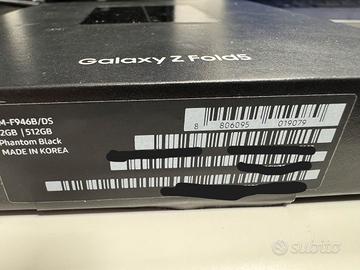 Galaxy Z Fold5
M-F946B/DS
2GB | 512GB
Phantom Black
MADE IN KOREA
8 806095 019079
subito